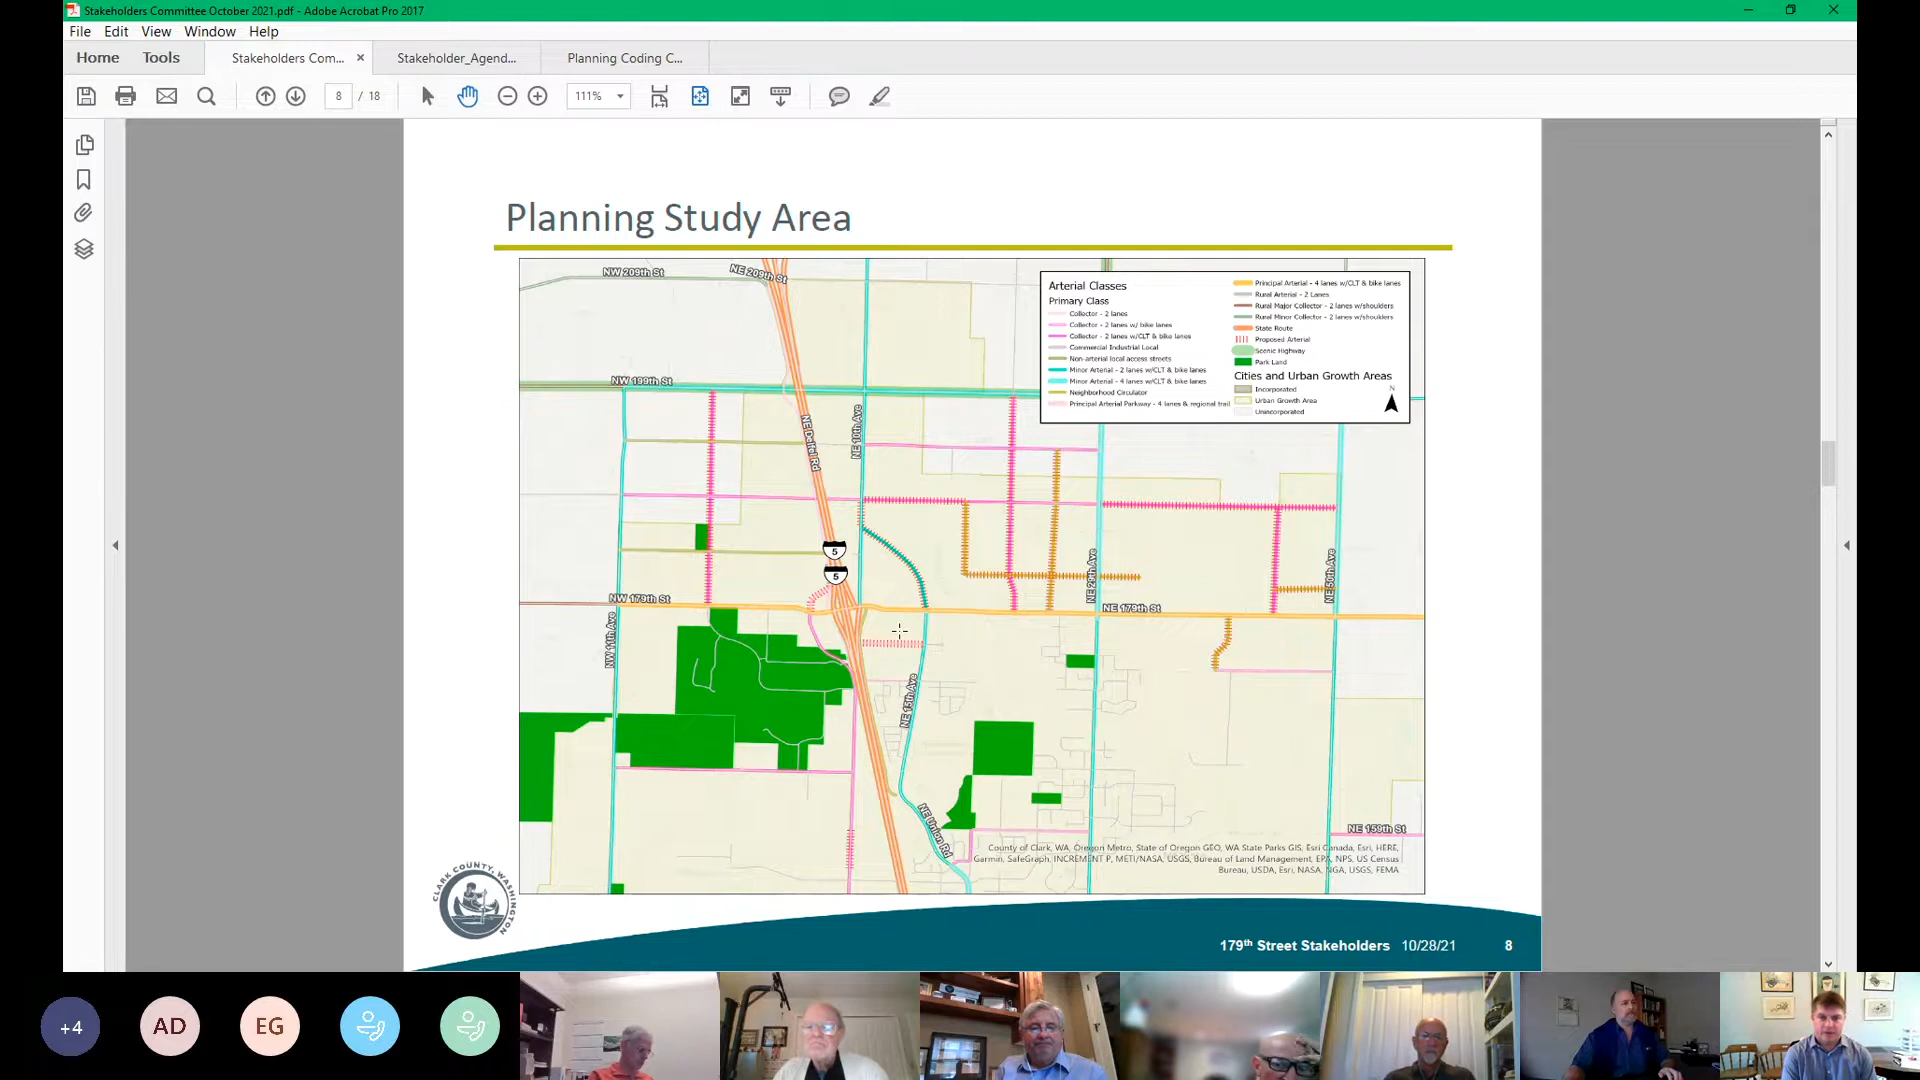 Stakeholders Committee October 2021.pdf - Adobe Acrobat Pro 2017
File Edit View Window Help
Home Tools Stakeholders Com... × Stakeholder_Agend... Planning Coding C...
8 / 18 111%
Planning Study Area
NW 209th St
NE 209th St
Arterial Classes
Primary Class
Collector - 2 lanes
Collector - 2 lanes w/ bike lanes
Collector - 2 lanes w/CLT & bike lanes
Commercial Industrial Local
Non-arterial local access streets
Minor Arterial - 2 lanes w/CLT & bike lanes
Minor Arterial - 4 lanes w/CLT & bike lanes
Neighborhood Circulator
Principal Arterial Parkway - 4 lanes & regional trail
Principal Arterial - 4 lanes w/CLT & bike lanes
Rural Arterial - 2 Lanes
Rural Major Collector - 2 lanes w/shoulders
Rural Minor Collector - 2 lanes w/shoulders
State Route
Proposed Arterial
Scenic Highway
Park Land
Cities and Urban Growth Areas
Incorporated
Urban Growth Area
Unincorporated
N
NW 199th St
NE Delfel Rd
NE 10th Ave
5
5
NE 29th Ave
NE 50th Ave
NW 179th St
NE 179th St
NW 11th Ave
NE 15th Ave
NE Union Rd
NE 159th St
County of Clark, WA, Oregon Metro, State of Oregon GEO, WA State Parks GIS, Esri Canada, Esri, HERE,
Garmin, SafeGraph, INCREMENT P, METI/NASA, USGS, Bureau of Land Management, EPA, NPS, US Census
Bureau, USDA, Esri, NASA, NGA, USGS, FEMA
CLARK COUNTY, WASHINGTON
179th Street Stakeholders 10/28/21 8
+4 AD EG